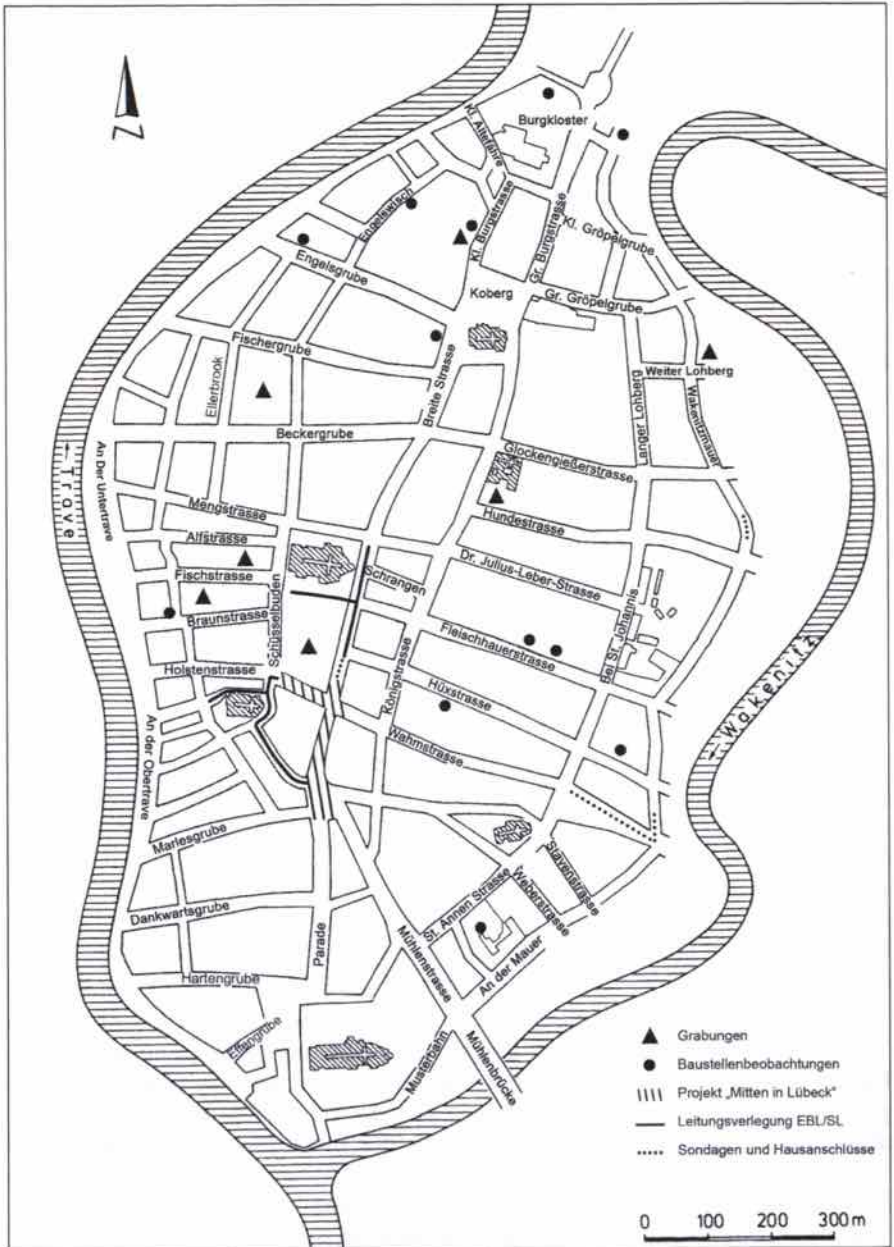 N
Burgkloster
Kl. Altefähre
Engelswisch
Kl. Burgstrasse
Gr. Burgstrasse
Kl. Gröpelgrube
Engelsgrube
Koberg
Gr. Gröpelgrube
Fischergrube
Breite Strasse
Weiter Lohberg
Ellerbrook
Langer Lohberg
Wakenitzmauer
Beckergrube
Glockengießerstrasse
Trave
An Der Untertrave
Mengstrasse
Hundestrasse
Alfstrasse
Dr. Julius-Leber-Strasse
Fischstrasse
Schrangen
Schüsselbuden
Braunstrasse
Fleischhauerstrasse
Bei St. Johannis
Holstenstrasse
Königstrasse
Hüxstrasse
Wakenitz
Wahmstrasse
An der Obertrave
Marlesgrube
Stavenstrasse
Weberstrasse
St. Annen Strasse
Dankwartsgrube
Parade
Mühlenstrasse
An der Mauer
Hartengrube
Effengrube
Musterbahn
Mühlenbrücke
Grabungen
Baustellenbeobachtungen
Projekt „Mitten in Lübeck"
Leitungsverlegung EBL/SL
Sondagen und Hausanschlüsse
0 100 200 300 m